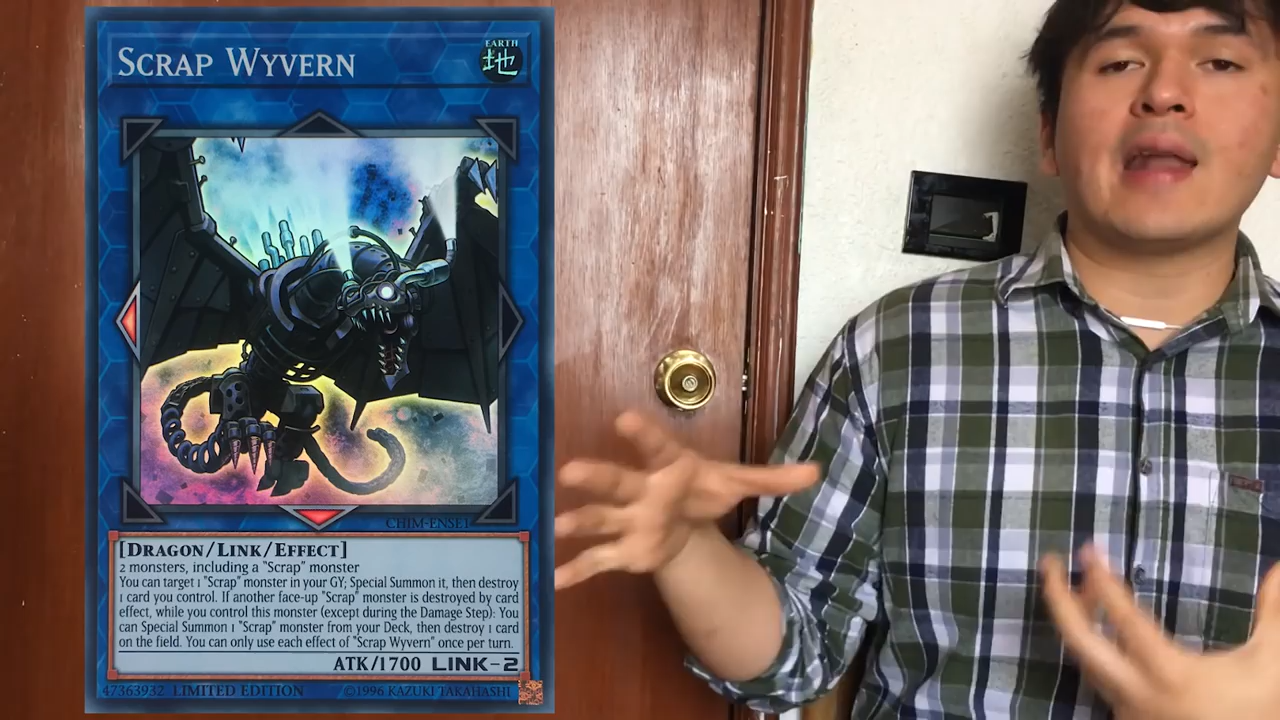 SCRAP WYVERN
EARTH
地
CHIM-ENSE1
[DRAGON/LINK/EFFECT]
2 monsters, including a "Scrap" monster
You can target 1 "Scrap" monster in your GY; Special Summon it, then destroy
1 card you control. If another face-up "Scrap" monster is destroyed by card
effect, while you control this monster (except during the Damage Step): You
can Special Summon 1 "Scrap" monster from your Deck, then destroy 1 card
on the field. You can only use each effect of "Scrap Wyvern" once per turn.
ATK/1700 LINK-2
47363932 LIMITED EDITION ©1996 KAZUKI TAKAHASHI